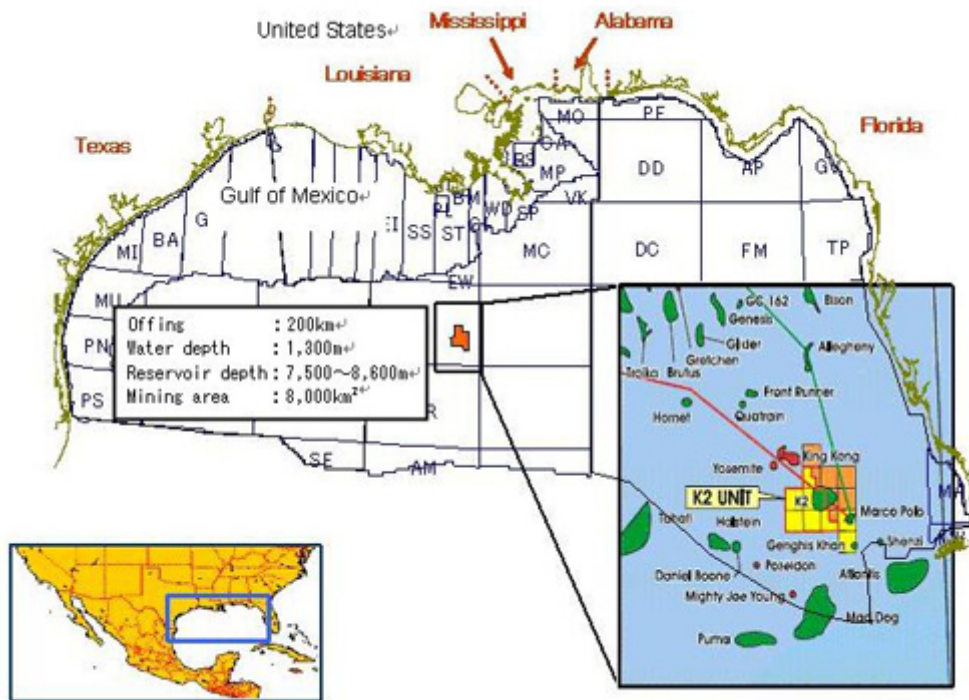 United States
Mississippi
Alabama
Louisiana
Texas
Florida
Gulf of Mexico
MO
PE
BS
MP
VK
DD
AP
MI
BA
G
EI
SS
PL
ST
WD
SP
MC
DC
FM
TP
MU
EW
PN
PS
SE
AM
R
Offing : 200km
Water depth : 1,300m
Reservoir depth : 7,500～8,600m
Mining area : 8,000km²
GC 162
Bison
Genesis
Glider
Gretchen
Allegheny
Troika
Brutus
Front Runner
Hornet
Quatrain
King Kong
Yosemite
K2 UNIT
K2
Marco Polo
Tahati
Holstein
Genghis Khan
Shenzi
Poseidon
Daniel Boone
Atlantis
Mighty Joe Young
Mad Dog
Puma